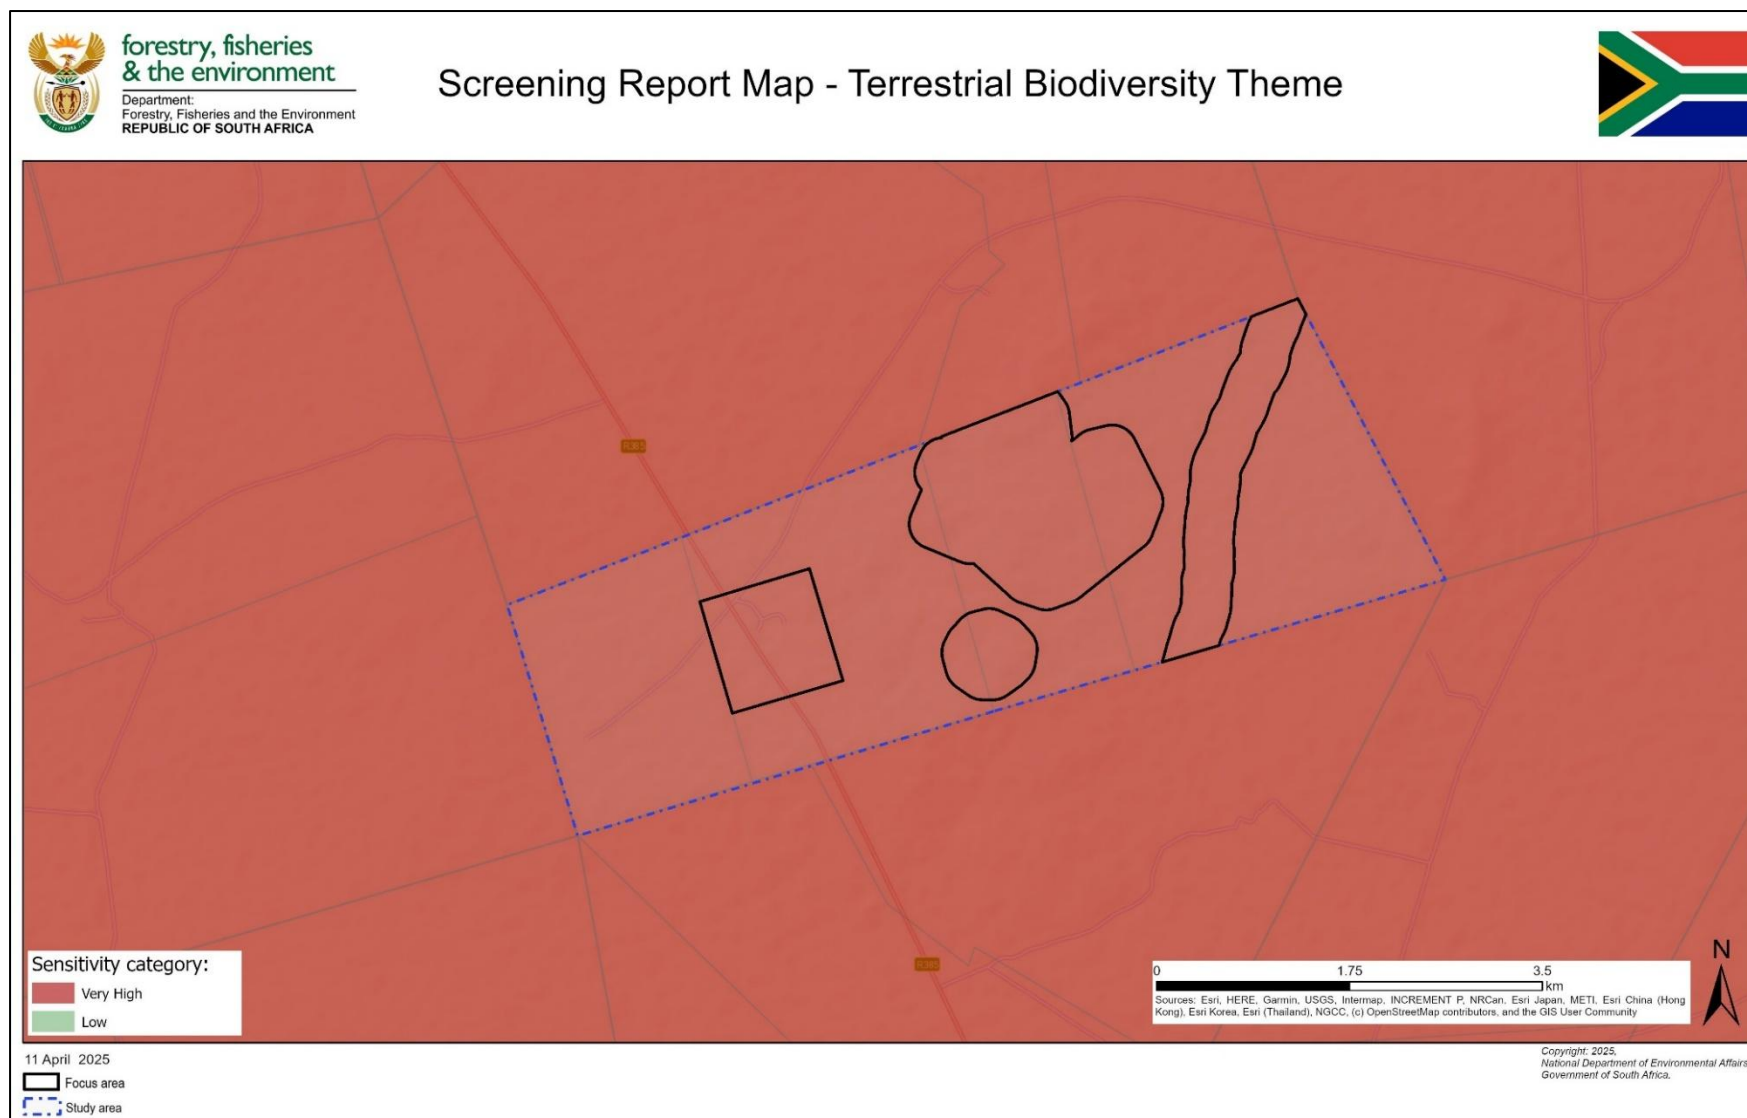 forestry, fisheries
& the environment
Department:
Forestry, Fisheries and the Environment
REPUBLIC OF SOUTH AFRICA
Screening Report Map - Terrestrial Biodiversity Theme
R385
R385
Sensitivity category:
Very High
Low
0 1.75 3.5
km
Sources: Esri, HERE, Garmin, USGS, Intermap, INCREMENT P, NRCan, Esri Japan, METI, Esri China (Hong
Kong), Esri Korea, Esri (Thailand), NGCC, (c) OpenStreetMap contributors, and the GIS User Community
N
11 April 2025
Focus area
Study area
Copyright: 2025,
National Department of Environmental Affairs
Government of South Africa.